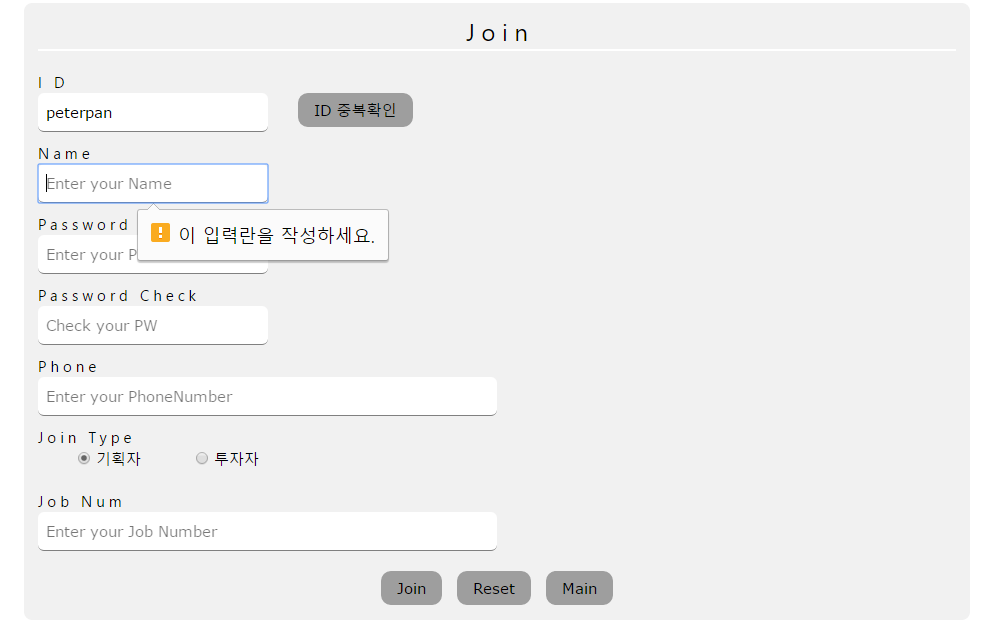 Join
ID
peterpan
ID 중복확인
Name
Enter your Name
이 입력란을 작성하세요.
Password
Enter your P
Password Check
Check your PW
Phone
Enter your PhoneNumber
Join Type
기획자 투자자
Job Num
Enter your Job Number
Join Reset Main